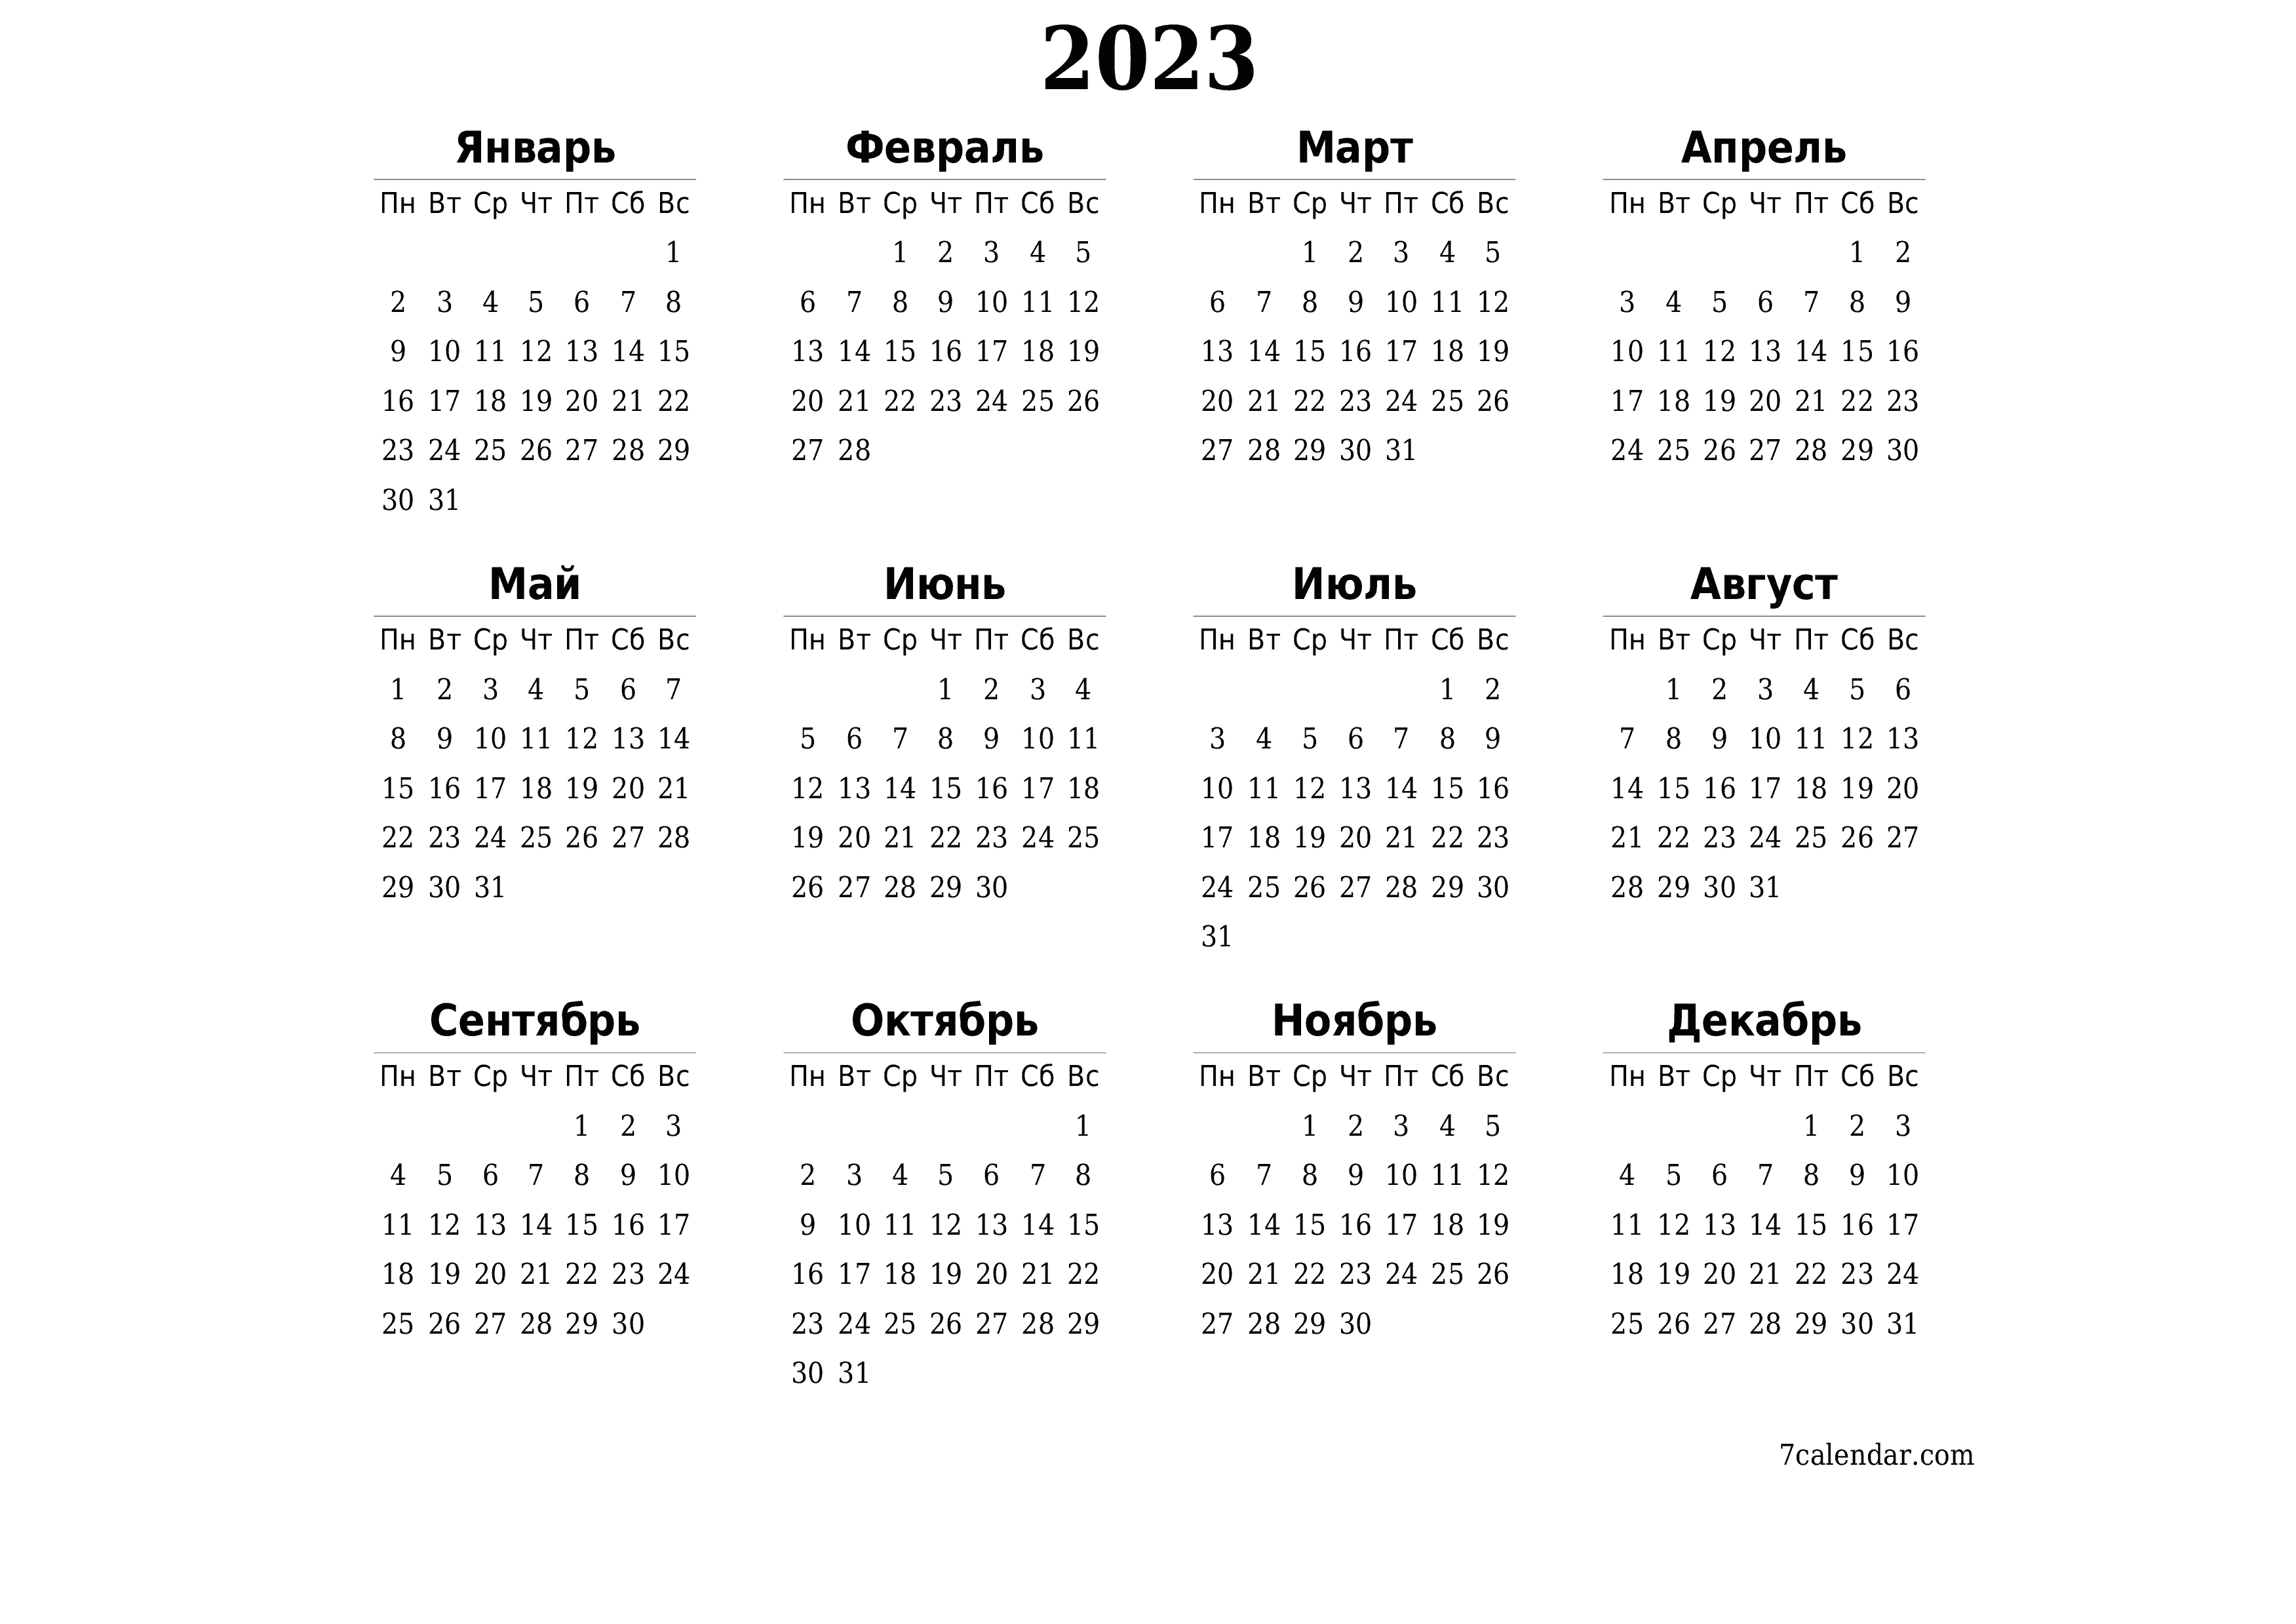 2023
Январь
Пн Вт Ср Чт Пт Сб Вс
1
2 3 4 5 6 7 8
9 10 11 12 13 14 15
16 17 18 19 20 21 22
23 24 25 26 27 28 29
30 31
Февраль
Пн Вт Ср Чт Пт Сб Вс
1 2 3 4 5
6 7 8 9 10 11 12
13 14 15 16 17 18 19
20 21 22 23 24 25 26
27 28
Март
Пн Вт Ср Чт Пт Сб Вс
1 2 3 4 5
6 7 8 9 10 11 12
13 14 15 16 17 18 19
20 21 22 23 24 25 26
27 28 29 30 31
Апрель
Пн Вт Ср Чт Пт Сб Вс
1 2
3 4 5 6 7 8 9
10 11 12 13 14 15 16
17 18 19 20 21 22 23
24 25 26 27 28 29 30
Май
Пн Вт Ср Чт Пт Сб Вс
1 2 3 4 5 6 7
8 9 10 11 12 13 14
15 16 17 18 19 20 21
22 23 24 25 26 27 28
29 30 31
Июнь
Пн Вт Ср Чт Пт Сб Вс
1 2 3 4
5 6 7 8 9 10 11
12 13 14 15 16 17 18
19 20 21 22 23 24 25
26 27 28 29 30
Июль
Пн Вт Ср Чт Пт Сб Вс
1 2
3 4 5 6 7 8 9
10 11 12 13 14 15 16
17 18 19 20 21 22 23
24 25 26 27 28 29 30
31
Август
Пн Вт Ср Чт Пт Сб Вс
1 2 3 4 5 6
7 8 9 10 11 12 13
14 15 16 17 18 19 20
21 22 23 24 25 26 27
28 29 30 31
Сентябрь
Пн Вт Ср Чт Пт Сб Вс
1 2 3
4 5 6 7 8 9 10
11 12 13 14 15 16 17
18 19 20 21 22 23 24
25 26 27 28 29 30
Октябрь
Пн Вт Ср Чт Пт Сб Вс
1
2 3 4 5 6 7 8
9 10 11 12 13 14 15
16 17 18 19 20 21 22
23 24 25 26 27 28 29
30 31
Ноябрь
Пн Вт Ср Чт Пт Сб Вс
1 2 3 4 5
6 7 8 9 10 11 12
13 14 15 16 17 18 19
20 21 22 23 24 25 26
27 28 29 30
Декабрь
Пн Вт Ср Чт Пт Сб Вс
1 2 3
4 5 6 7 8 9 10
11 12 13 14 15 16 17
18 19 20 21 22 23 24
25 26 27 28 29 30 31
7calendar.com